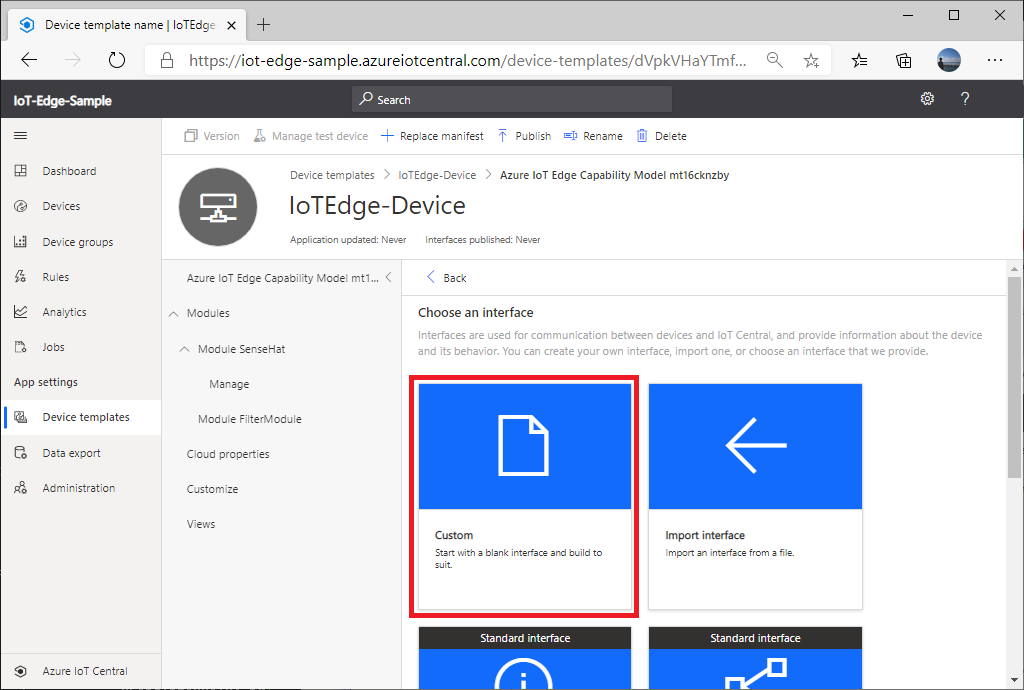 Device template name | IoTEdge
https://iot-edge-sample.azureiotcentral.com/device-templates/dVpkVHaYTmf...
IoT-Edge-Sample
Search
?
Version
Manage test device
Replace manifest
Publish
Rename
Delete
Dashboard
Devices
Device groups
Rules
Analytics
Jobs
App settings
Device templates
Data export
Administration
Azure IoT Central
Device templates > IoTEdge-Device > Azure IoT Edge Capability Model mt16cknzby
IoTEdge-Device
Application updated: Never Interfaces published: Never
Azure IoT Edge Capability Model mt1...
Modules
Module SenseHat
Manage
Module FilterModule
Cloud properties
Customize
Views
Back
Choose an interface
Interfaces are used for communication between devices and IoT Central, and provide information about the device
and its behavior. You can create your own interface, import one, or choose an interface that we provide.
Custom
Start with a blank interface and build to
suit.
Import interface
Import an interface from a file.
Standard interface
Standard interface